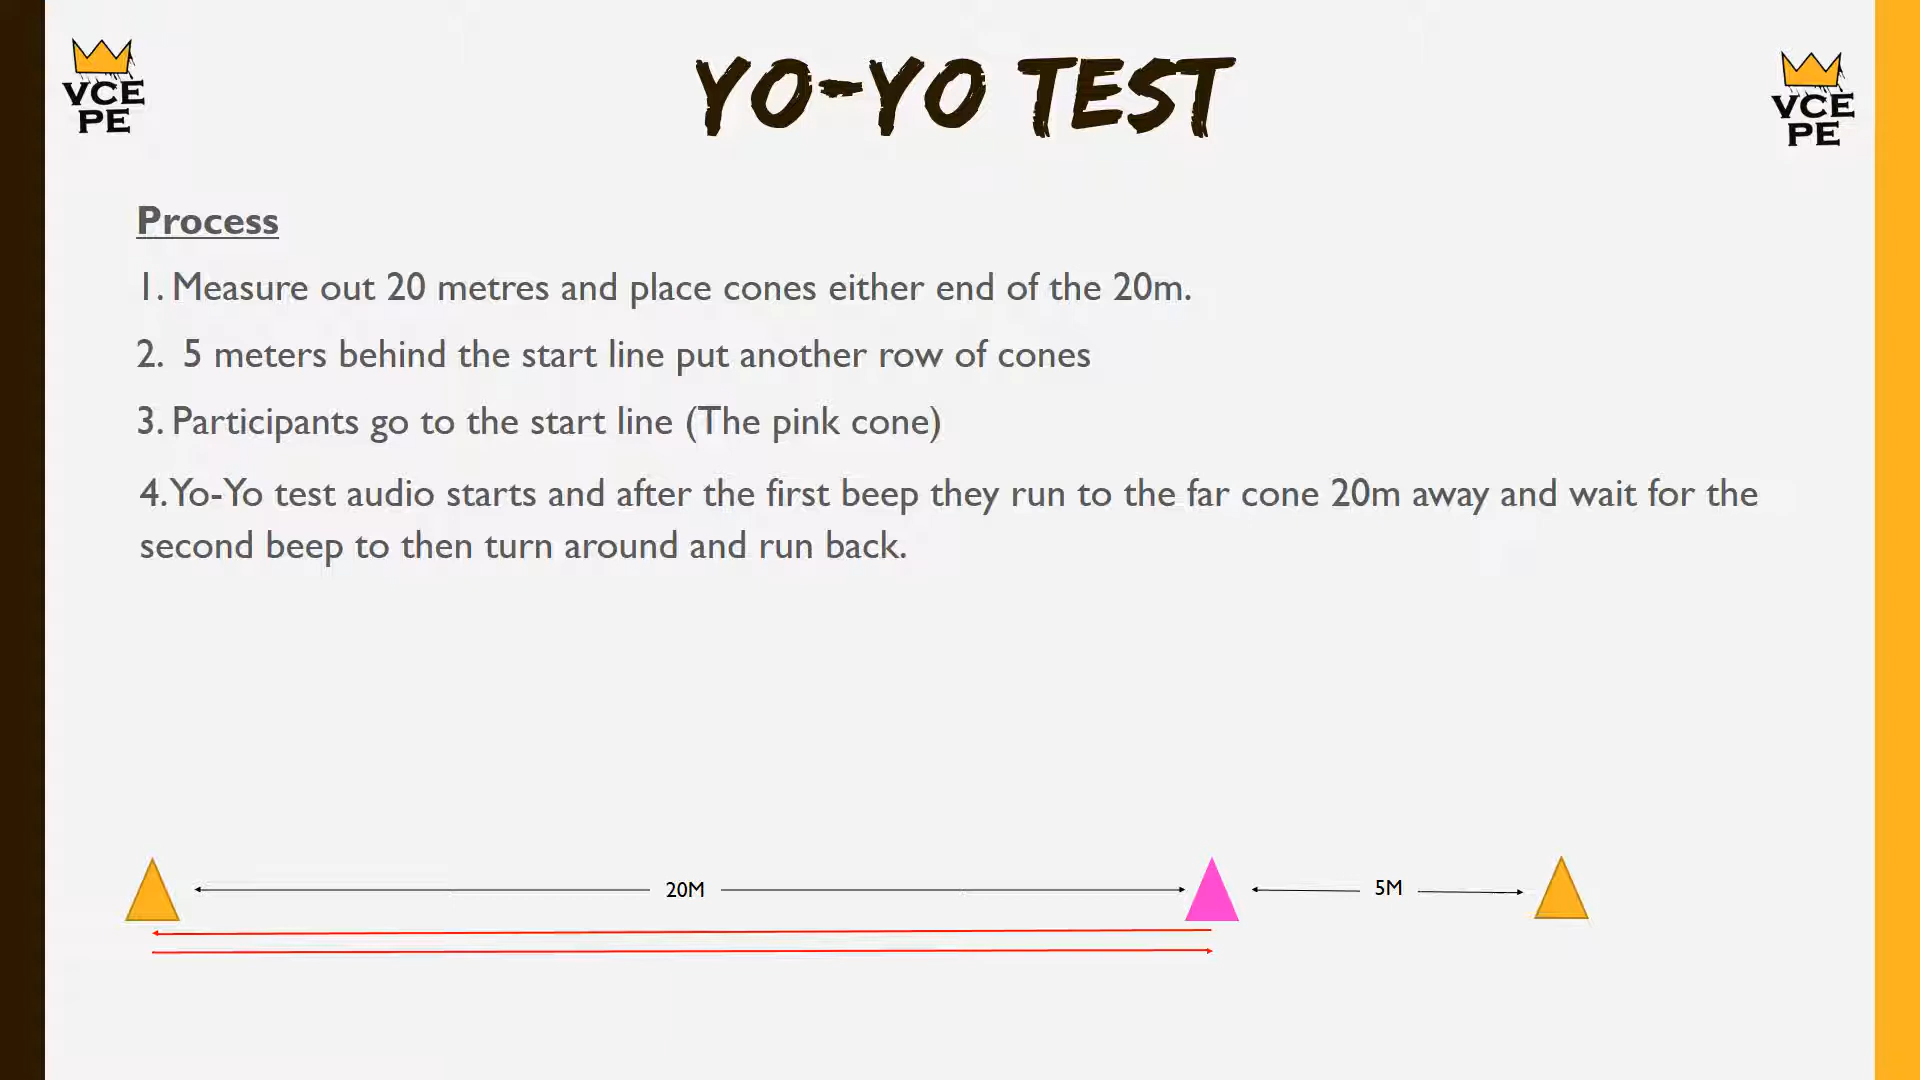 VCE
PE
YO-YO TEST
VCE
PE
Process
1. Measure out 20 metres and place cones either end of the 20m.
2.  5 meters behind the start line put another row of cones
3. Participants go to the start line (The pink cone)
4. Yo-Yo test audio starts and after the first beep they run to the far cone 20m away and wait for the
second beep to then turn around and run back.
20M
5M